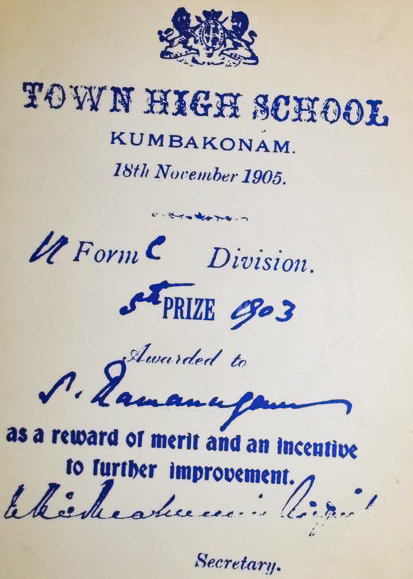 TOWN HIGH SCHOOL
KUMBAKONAM.
18th November 1905.
Form C Division.
5th PRIZE 1903
Awarded to
S. Ramanujam
as a reward of merit and an incentive
to further improvement.
Secretary.